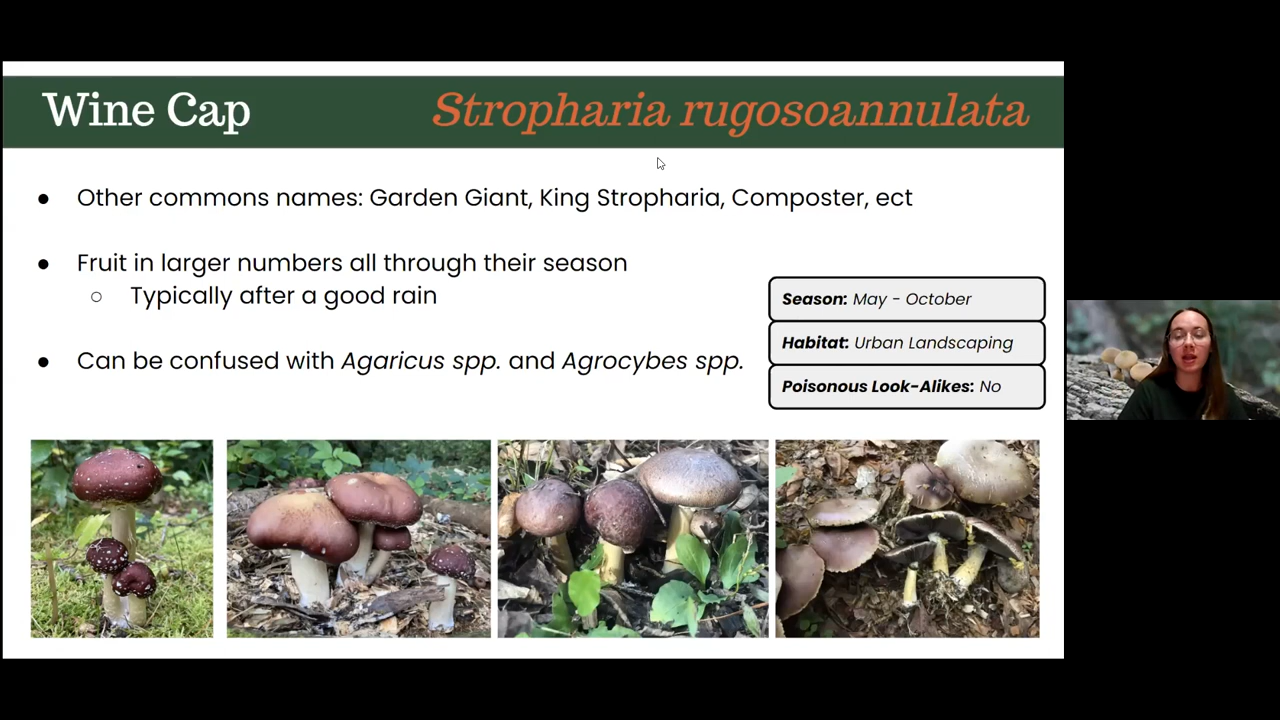 Wine Cap
Stropharia rugosoannulata
● Other commons names: Garden Giant, King Stropharia, Composter, ect
● Fruit in larger numbers all through their season
○ Typically after a good rain
● Can be confused with Agaricus spp. and Agrocybes spp.
Season: May - October
Habitat: Urban Landscaping
Poisonous Look-Alikes: No